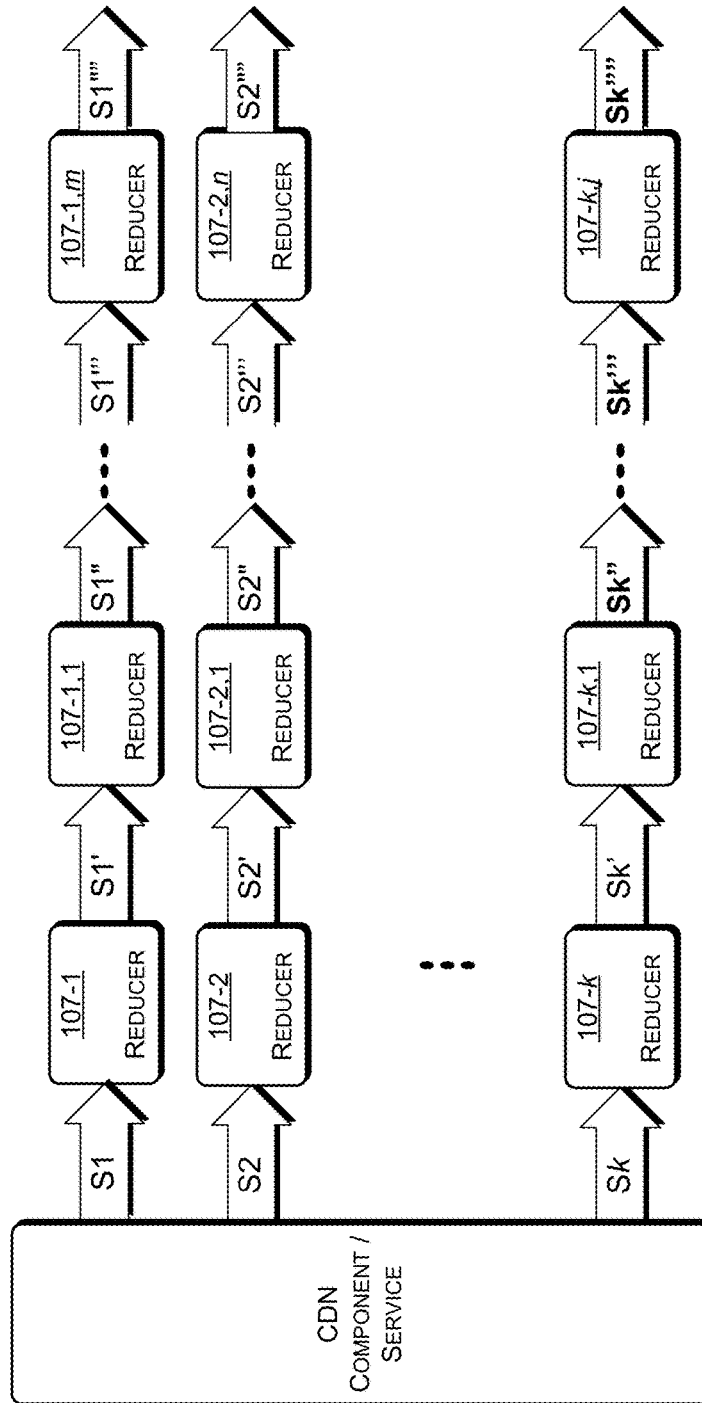 CDN
COMPONENT /
SERVICE
S1
107-1
REDUCER
S1'
107-1,1
REDUCER
S1"
S1"'
107-1,m
REDUCER
S1""
S2
107-2
REDUCER
S2'
107-2,1
REDUCER
S2"
S2"'
107-2,n
REDUCER
S2""
Sk
107-k
REDUCER
Sk'
107-k,1
REDUCER
Sk"
Sk"'
107-k,j
REDUCER
Sk""